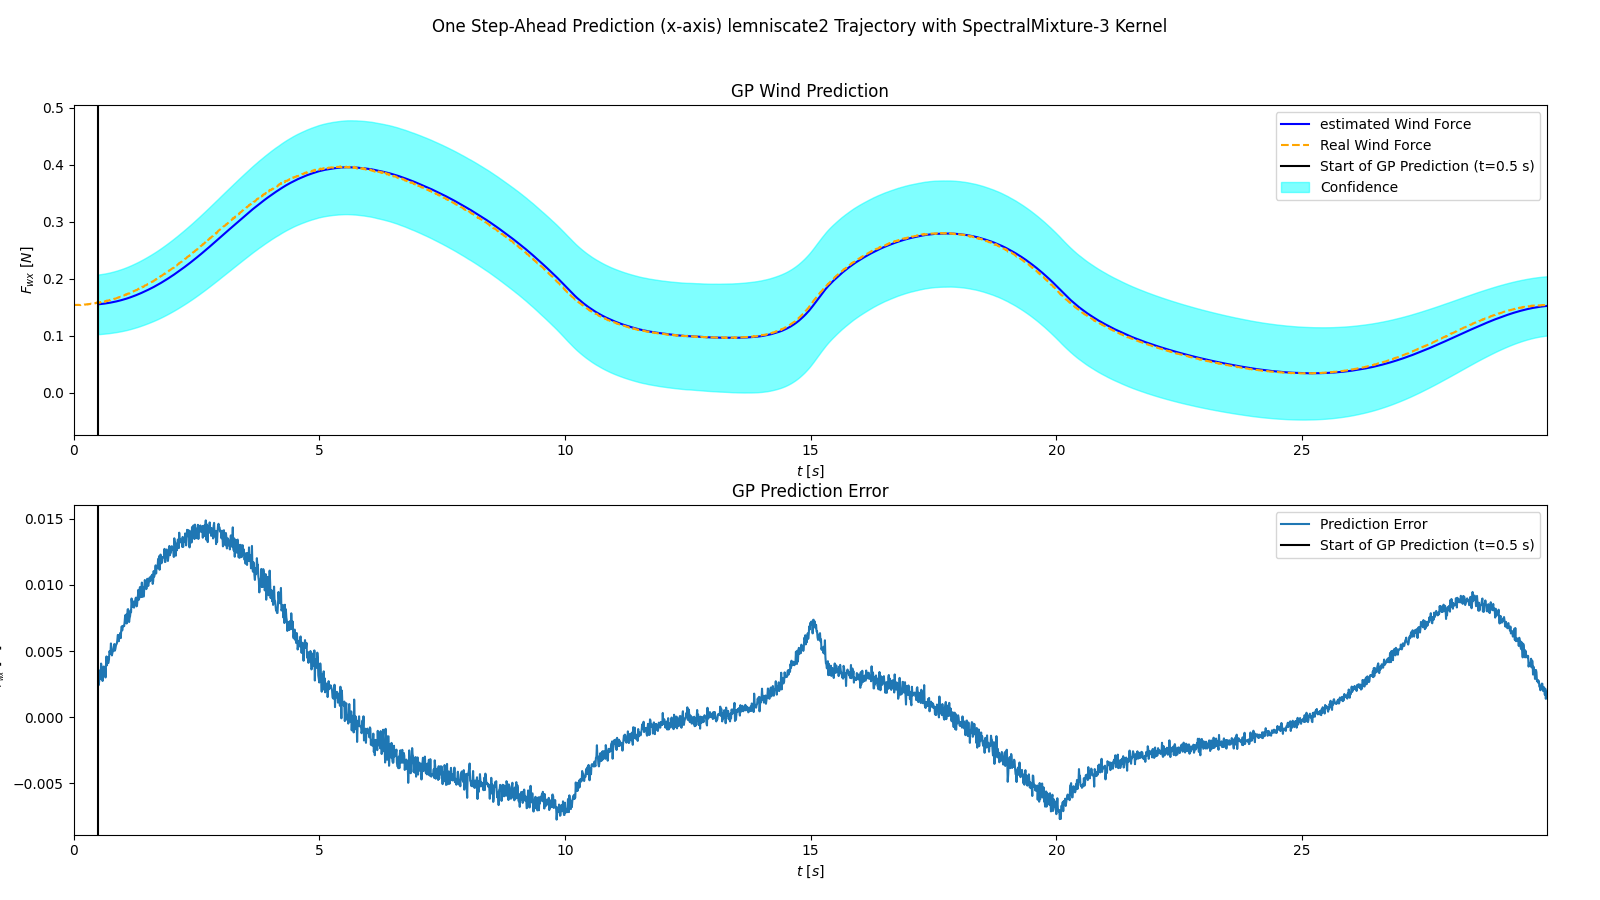 One Step-Ahead Prediction (x-axis) lemniscate2 Trajectory with SpectralMixture-3 Kernel
GP Wind Prediction
0.5
0.4
0.3
0.2
0.1
0.0
F_{wx} [N]
estimated Wind Force
Real Wind Force
Start of GP Prediction (t=0.5 s)
Confidence
0 5 10 15 20 25
t [s]
GP Prediction Error
0.015
0.010
0.005
0.000
−0.005
Prediction Error
Start of GP Prediction (t=0.5 s)
0 5 10 15 20 25
t [s]